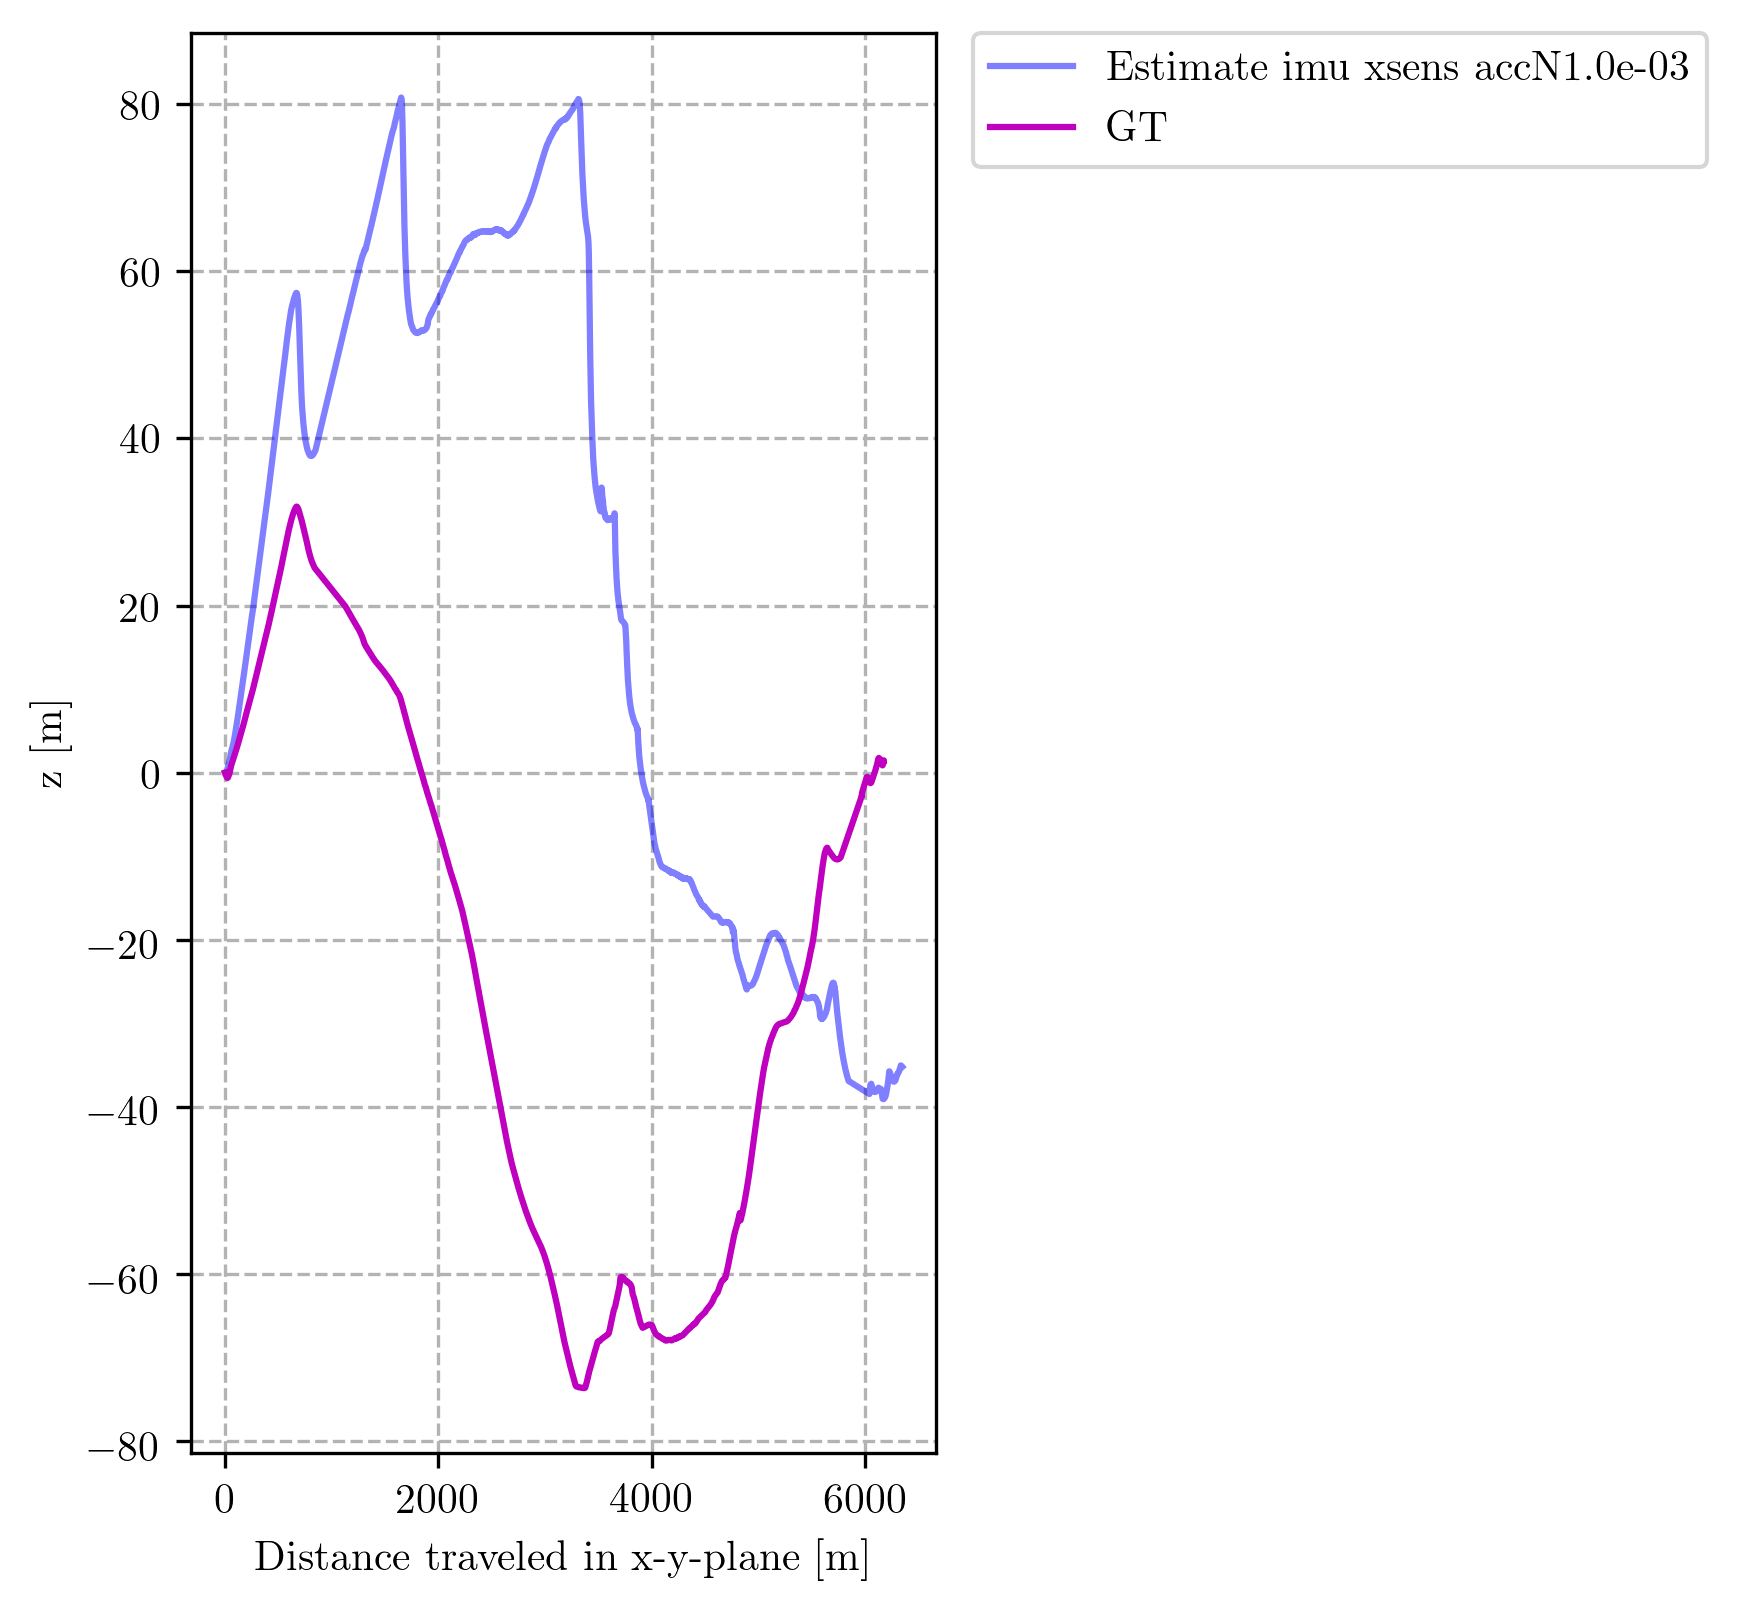 Estimate imu xsens accN1.0e-03
GT
80
60
40
20
0
−20
−40
−60
−80
z [m]
0 2000 4000 6000
Distance traveled in x-y-plane [m]